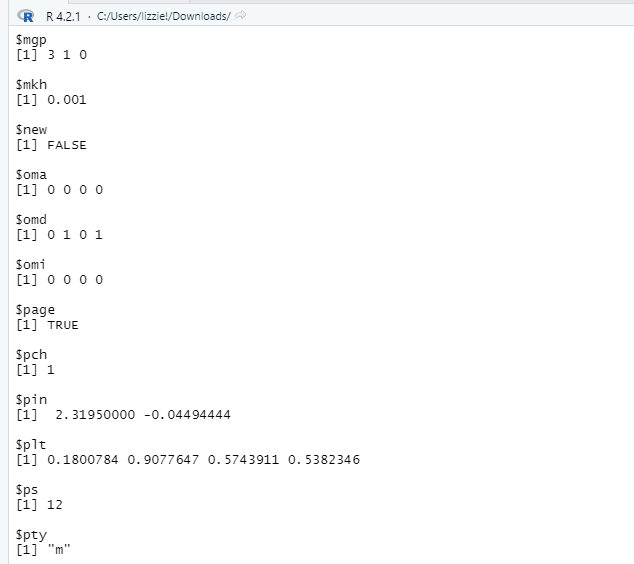 R 4.2.1 · C:/Users/lizzie!/Downloads/
$mgp
[1] 3 1 0
$mkh
[1] 0.001
$new
[1] FALSE
$oma
[1] 0 0 0 0
$omd
[1] 0 1 0 1
$omi
[1] 0 0 0 0
$page
[1] TRUE
$pch
[1] 1
$pin
[1]  2.31950000 -0.04494444
$plt
[1] 0.1800784 0.9077647 0.5743911 0.5382346
$ps
[1] 12
$pty
[1] "m"